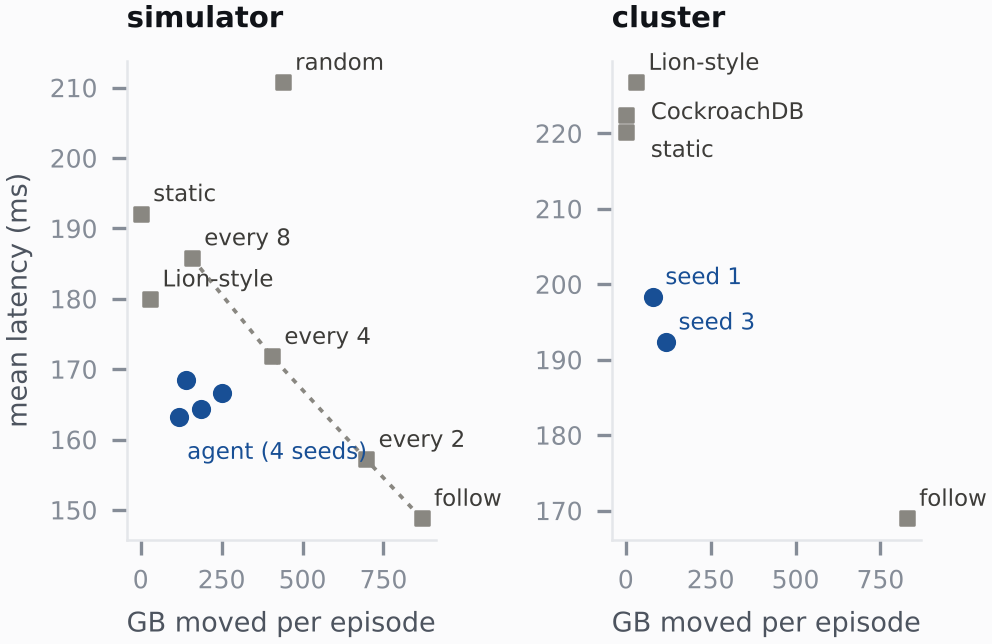 simulator
random
static
every 8
Lion-style
every 4
agent (4 seeds)
every 2
follow
mean latency (ms)
210
200
190
180
170
160
150
0
250
500
750
GB moved per episode
cluster
Lion-style
CockroachDB
static
seed 1
seed 3
follow
220
210
200
190
180
170
0
250
500
750
GB moved per episode